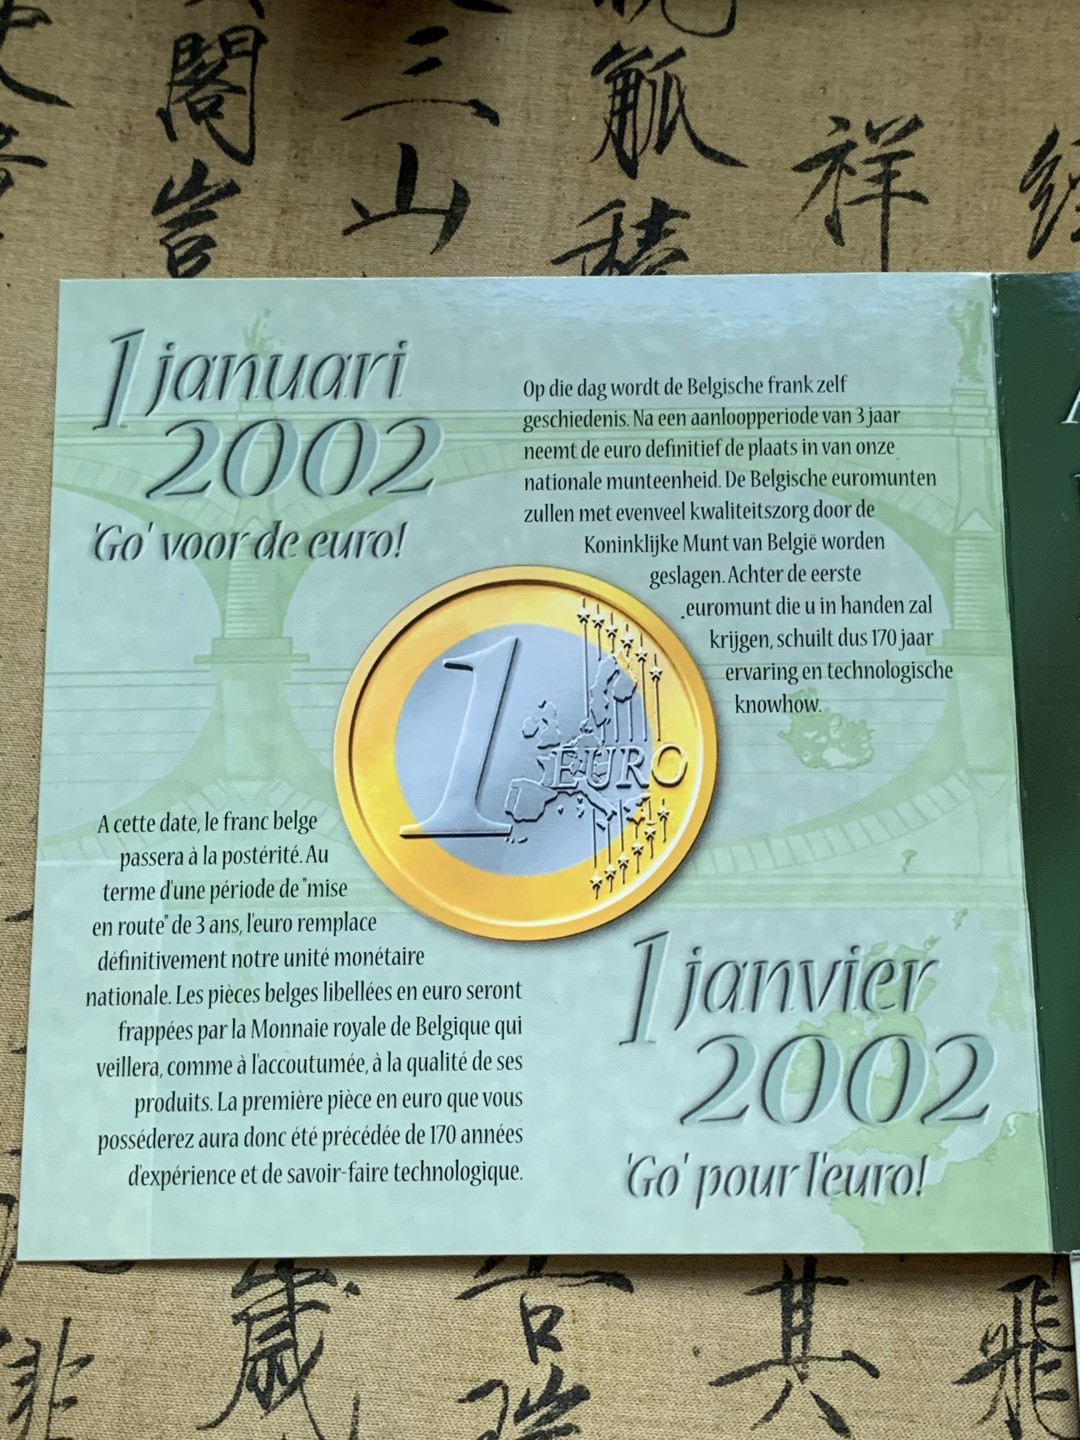 閣
三
觚
祥
豈
山
積
1 januari
2002
'Go' voor de euro!
Op die dag wordt de Belgische frank zelf
geschiedenis. Na een aanloopperiode van 3 jaar
neemt de euro definitief de plaats in van onze
nationale munteenheid. De Belgische euromunten
zullen met evenveel kwaliteitszorg door de
Koninklijke Munt van België worden
geslagen. Achter de eerste
euromunt die u in handen zal
krijgen, schuilt dus 170 jaar
ervaring en technologische
knowhow.
1
EURO
A cette date, le franc belge
passera à la postérité. Au
terme d'une période de "mise
en route" de 3 ans, l'euro remplace
définitivement notre unité monétaire
nationale. Les pièces belges libellées en euro seront
frappées par la Monnaie royale de Belgique qui
veillera, comme à l'accoutumée, à la qualité de ses
produits. La première pièce en euro que vous
posséderez aura donc été précédée de 170 années
d'expérience et de savoir-faire technologique.
1 janvier
2002
'Go' pour l'euro!
歲
其
飛
非